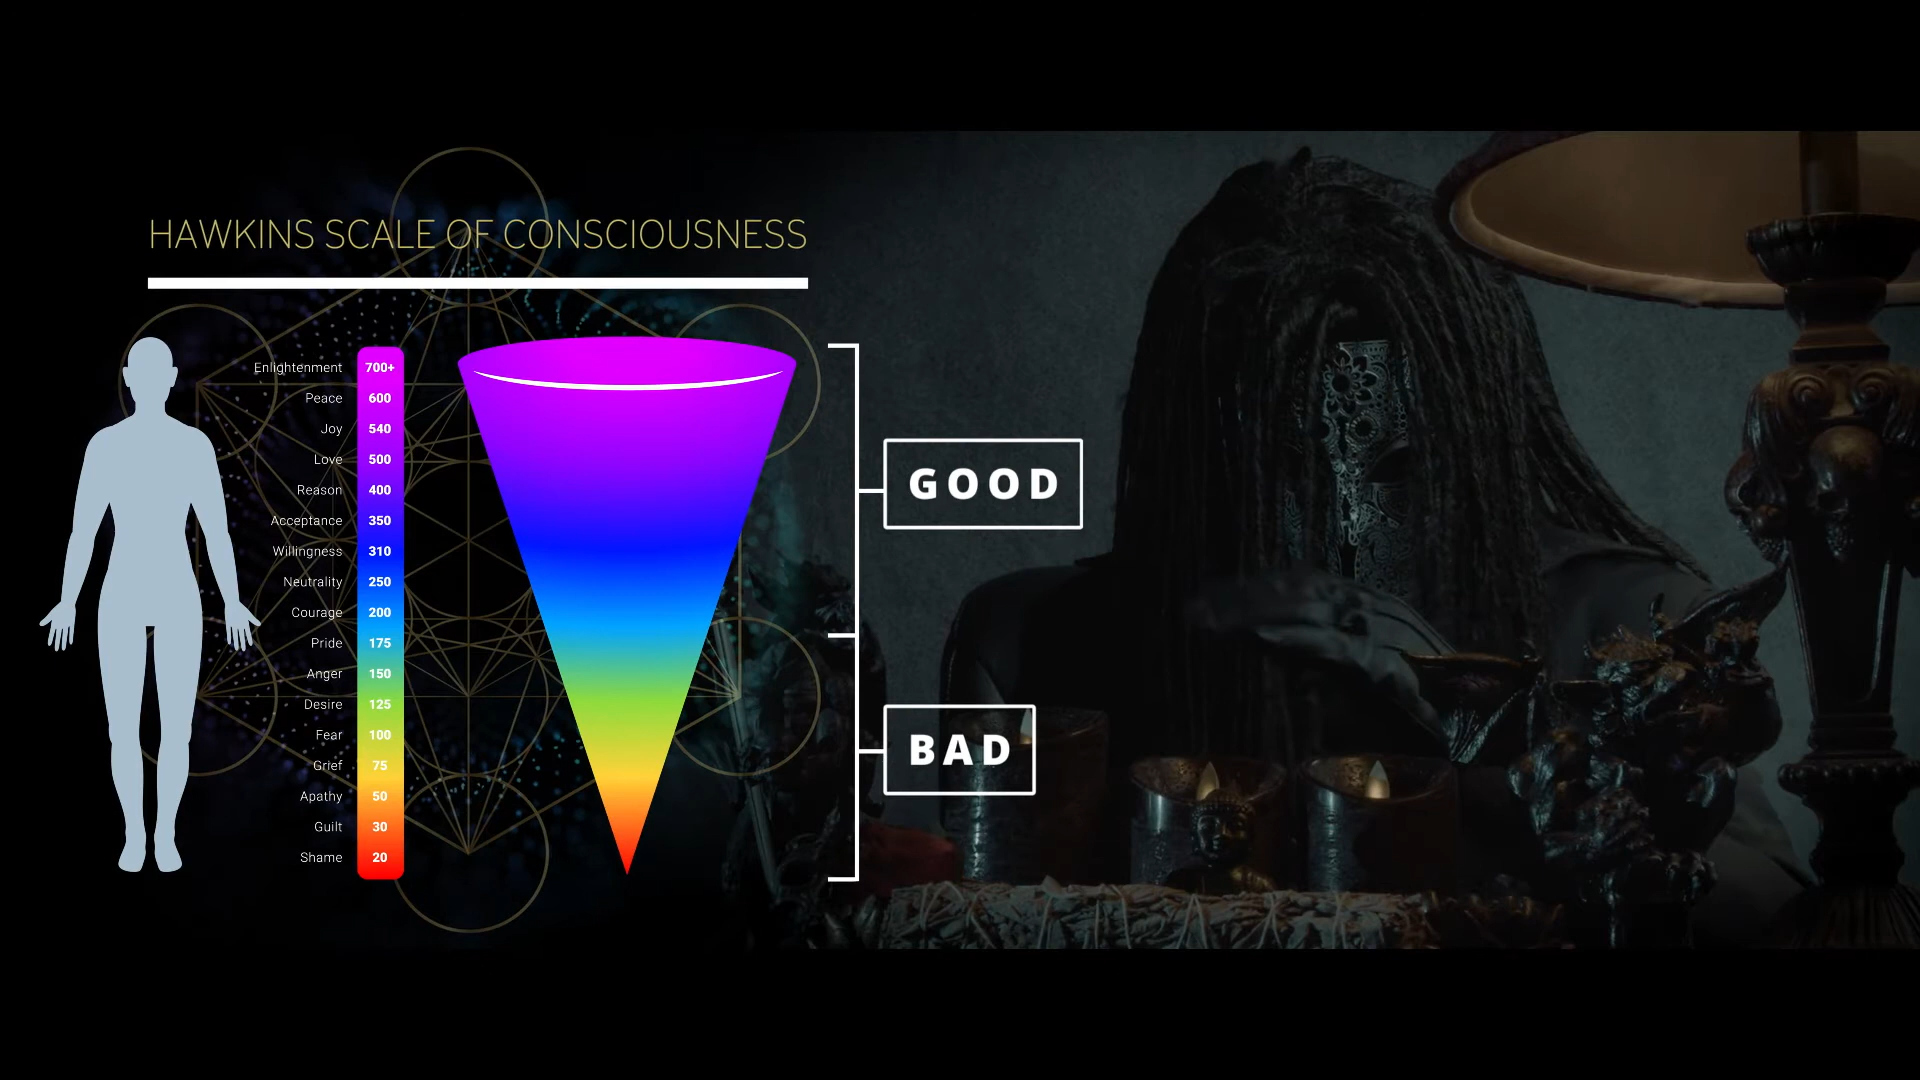 HAWKINS SCALE OF CONSCIOUSNESS
Enlightenment 700+
Peace 600
Joy 540
Love 500
Reason 400
Acceptance 350
Willingness 310
Neutrality 250
Courage 200
Pride 175
Anger 150
Desire 125
Fear 100
Grief 75
Apathy 50
Guilt 30
Shame 20
GOOD
BAD